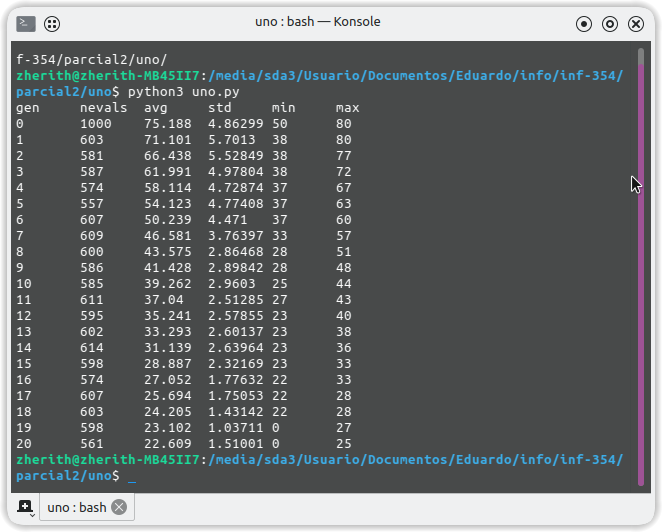 uno : bash — Konsole
f-354/parcial2/uno/
zherith@zherith-MB45II7:/media/sda3/Usuario/Documentos/Eduardo/info/inf-354/
parcial2/uno$ python3 uno.py
gen nevals avg std min max
0 1000 75.188 4.86299 50 80
1 603 71.101 5.7013 38 80
2 581 66.438 5.52849 38 77
3 587 61.991 4.97804 38 72
4 574 58.114 4.72874 37 67
5 557 54.123 4.77408 37 63
6 607 50.239 4.471 37 60
7 609 46.581 3.76397 33 57
8 600 43.575 2.86468 28 51
9 586 41.428 2.89842 28 48
10 585 39.262 2.9603 25 44
11 611 37.04 2.51285 27 43
12 595 35.241 2.57855 23 40
13 602 33.293 2.60137 23 38
14 614 31.139 2.63964 23 36
15 598 28.887 2.32169 23 33
16 574 27.052 1.77632 22 33
17 607 25.694 1.75053 22 28
18 603 24.205 1.43142 22 28
19 598 23.102 1.03711 0 27
20 561 22.609 1.51001 0 25
zherith@zherith-MB45II7:/media/sda3/Usuario/Documentos/Eduardo/info/inf-354/
parcial2/uno$ _
uno : bash